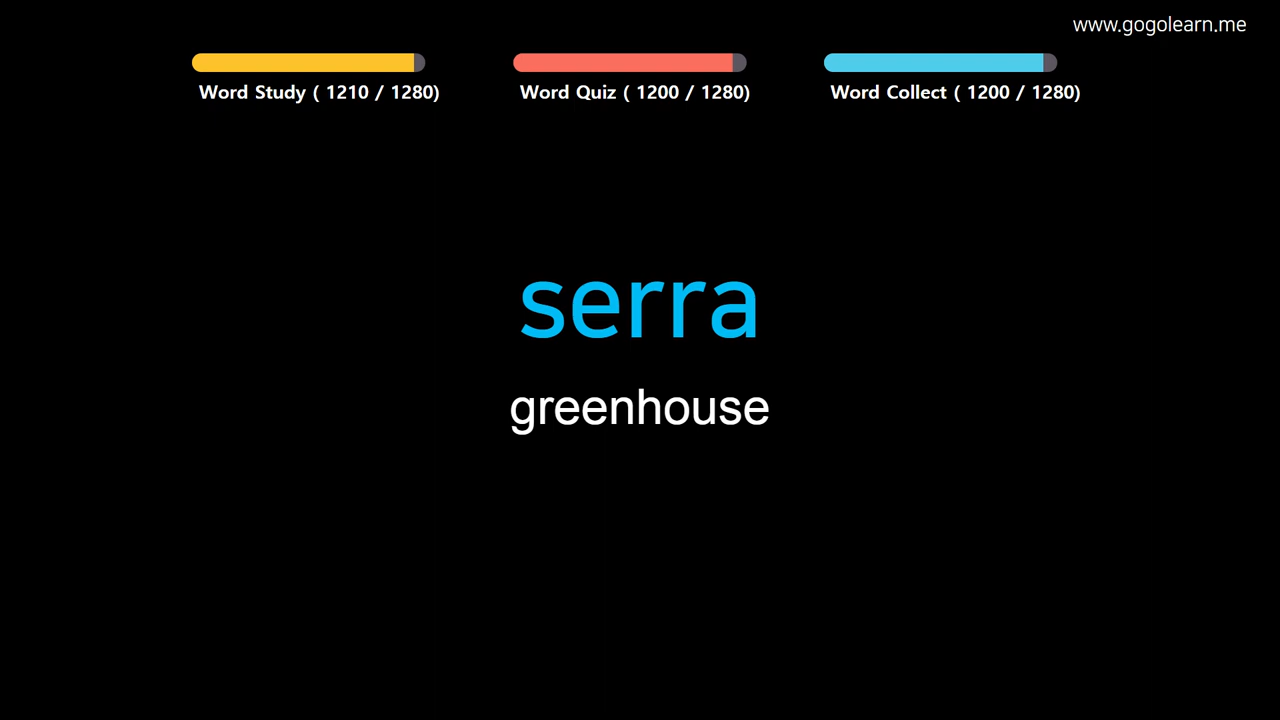 www.gogolearn.me
Word Study ( 1210 / 1280)
Word Quiz ( 1200 / 1280)
Word Collect ( 1200 / 1280)
serra
greenhouse